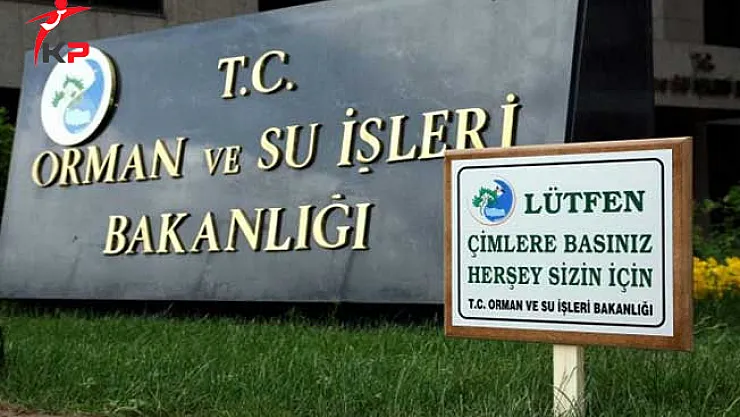 KP
T.C.
ORMAN VE SU İŞLERİ
BAKANLIĞI
LÜTFEN
ÇİMLERE BASINIZ
HERŞEY SİZİN İÇİN
T.C. ORMAN VE SU İŞLERİ BAKANLIĞI